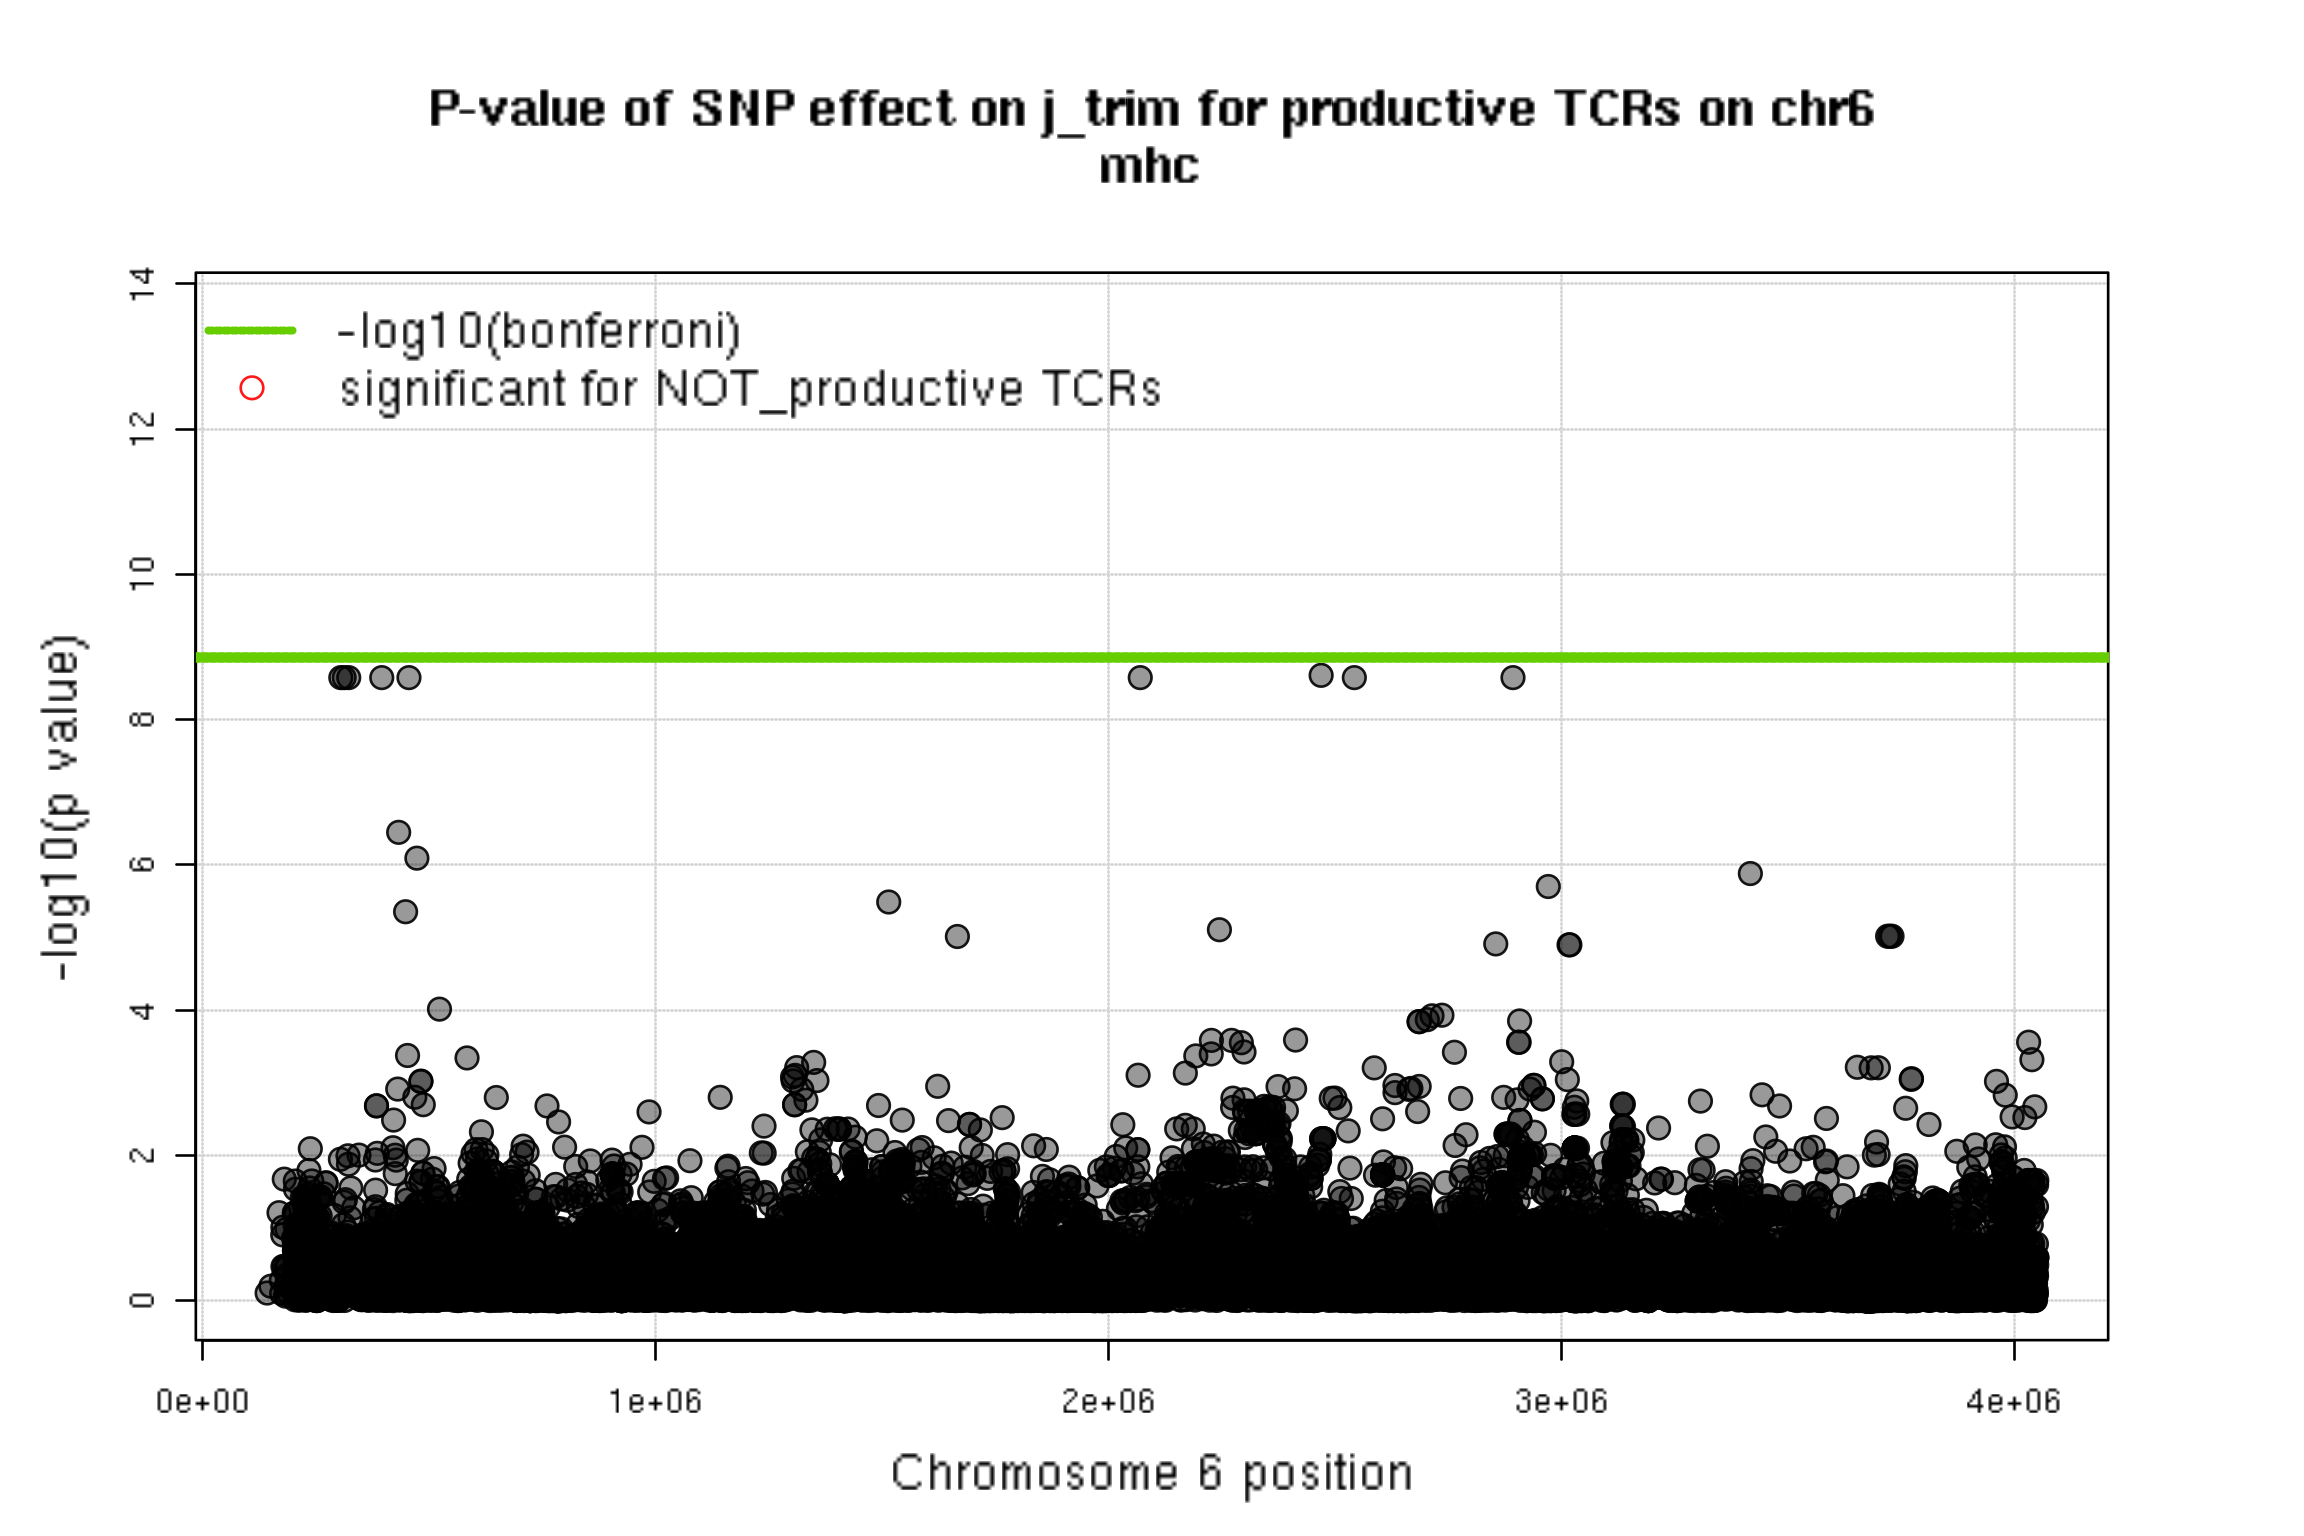 P-value of SNP effect on j_trim for productive TCRs on chr6
mhc
14
12
10
8
6
4
2
0
-log10(p value)
-log10(bonferroni)
significant for NOT_productive TCRs
0e+00 1e+06 2e+06 3e+06 4e+06
Chromosome 6 position